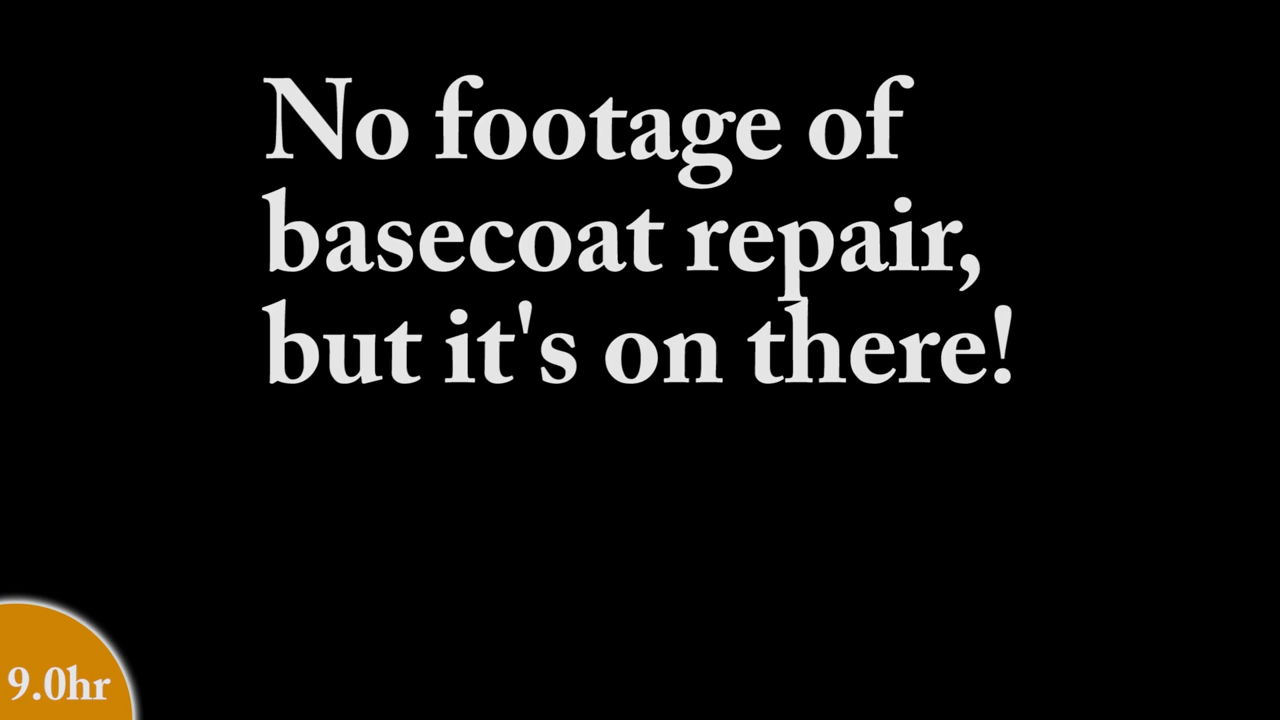 No footage of
basecoat repair,
but it's on there!
9.0hr